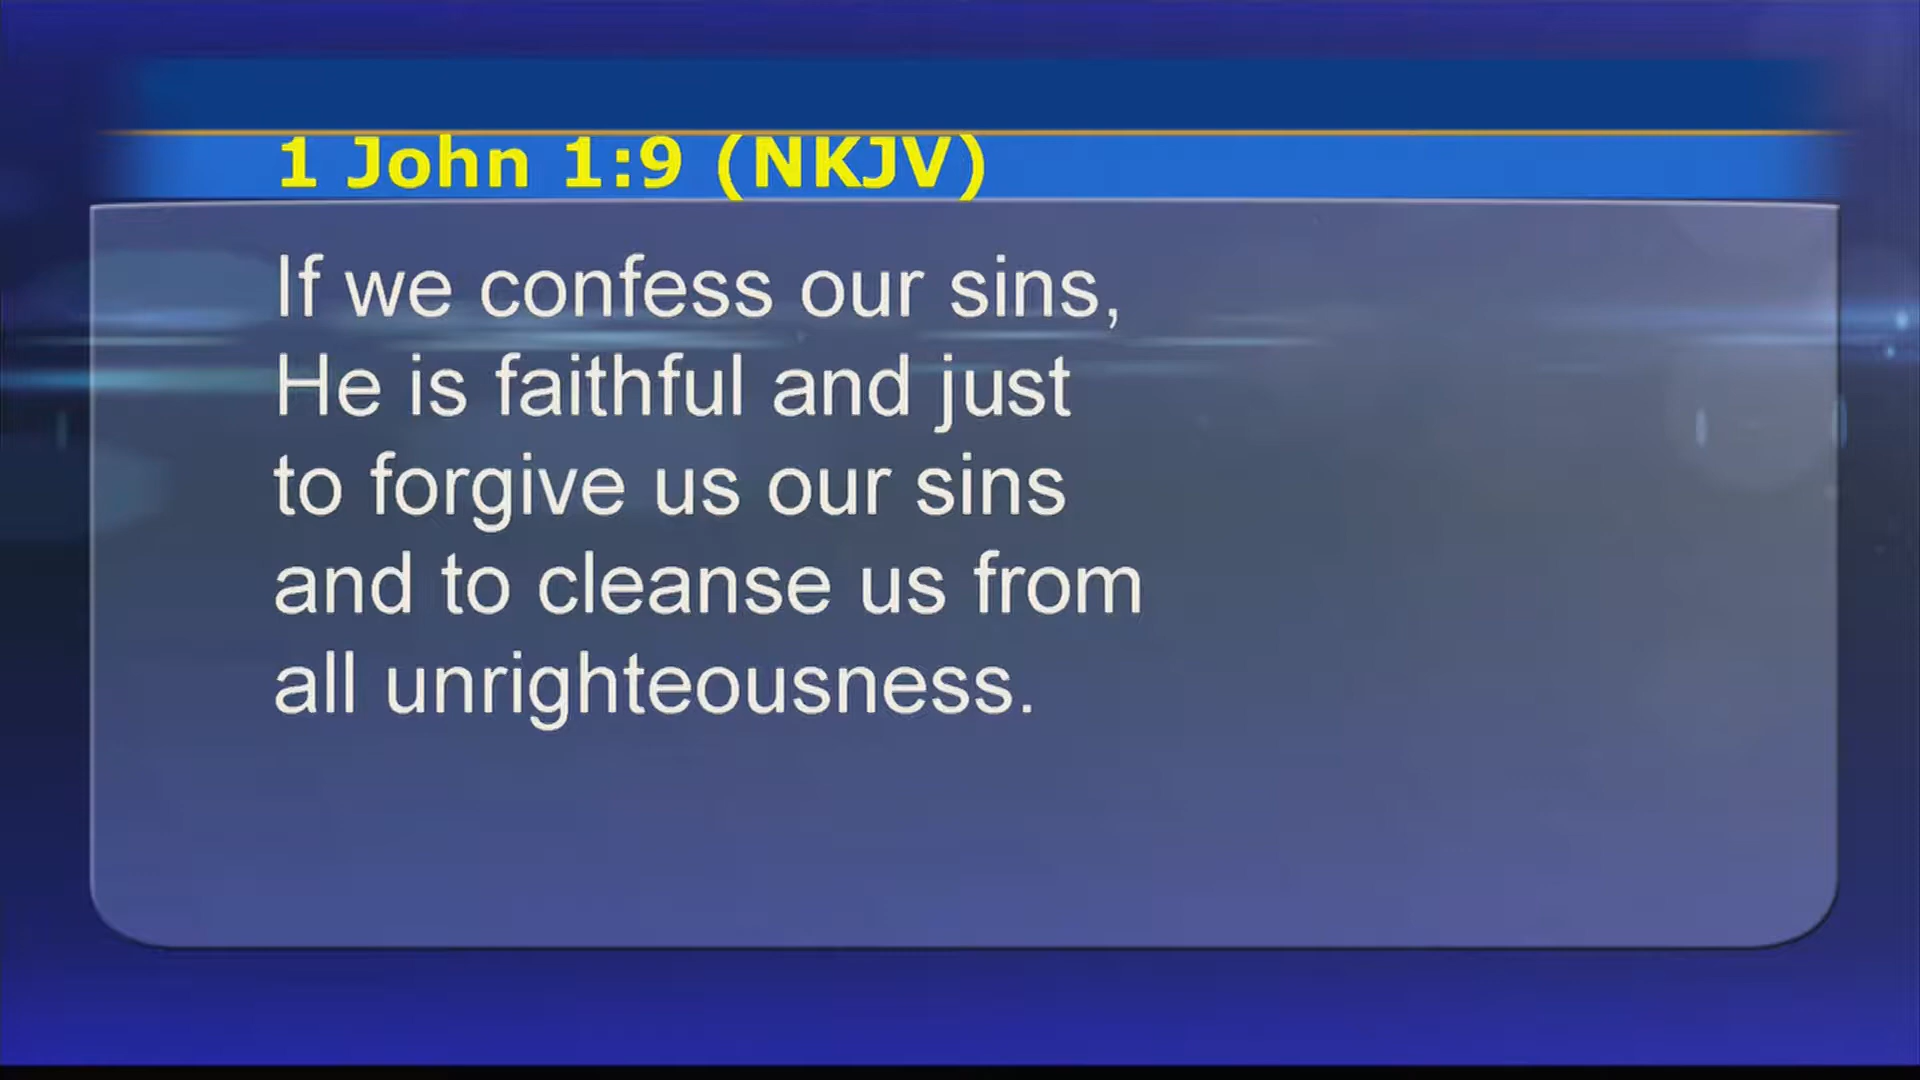 1 John 1:9 (NKJV)
If we confess our sins,
He is faithful and just
to forgive us our sins
and to cleanse us from
all unrighteousness.